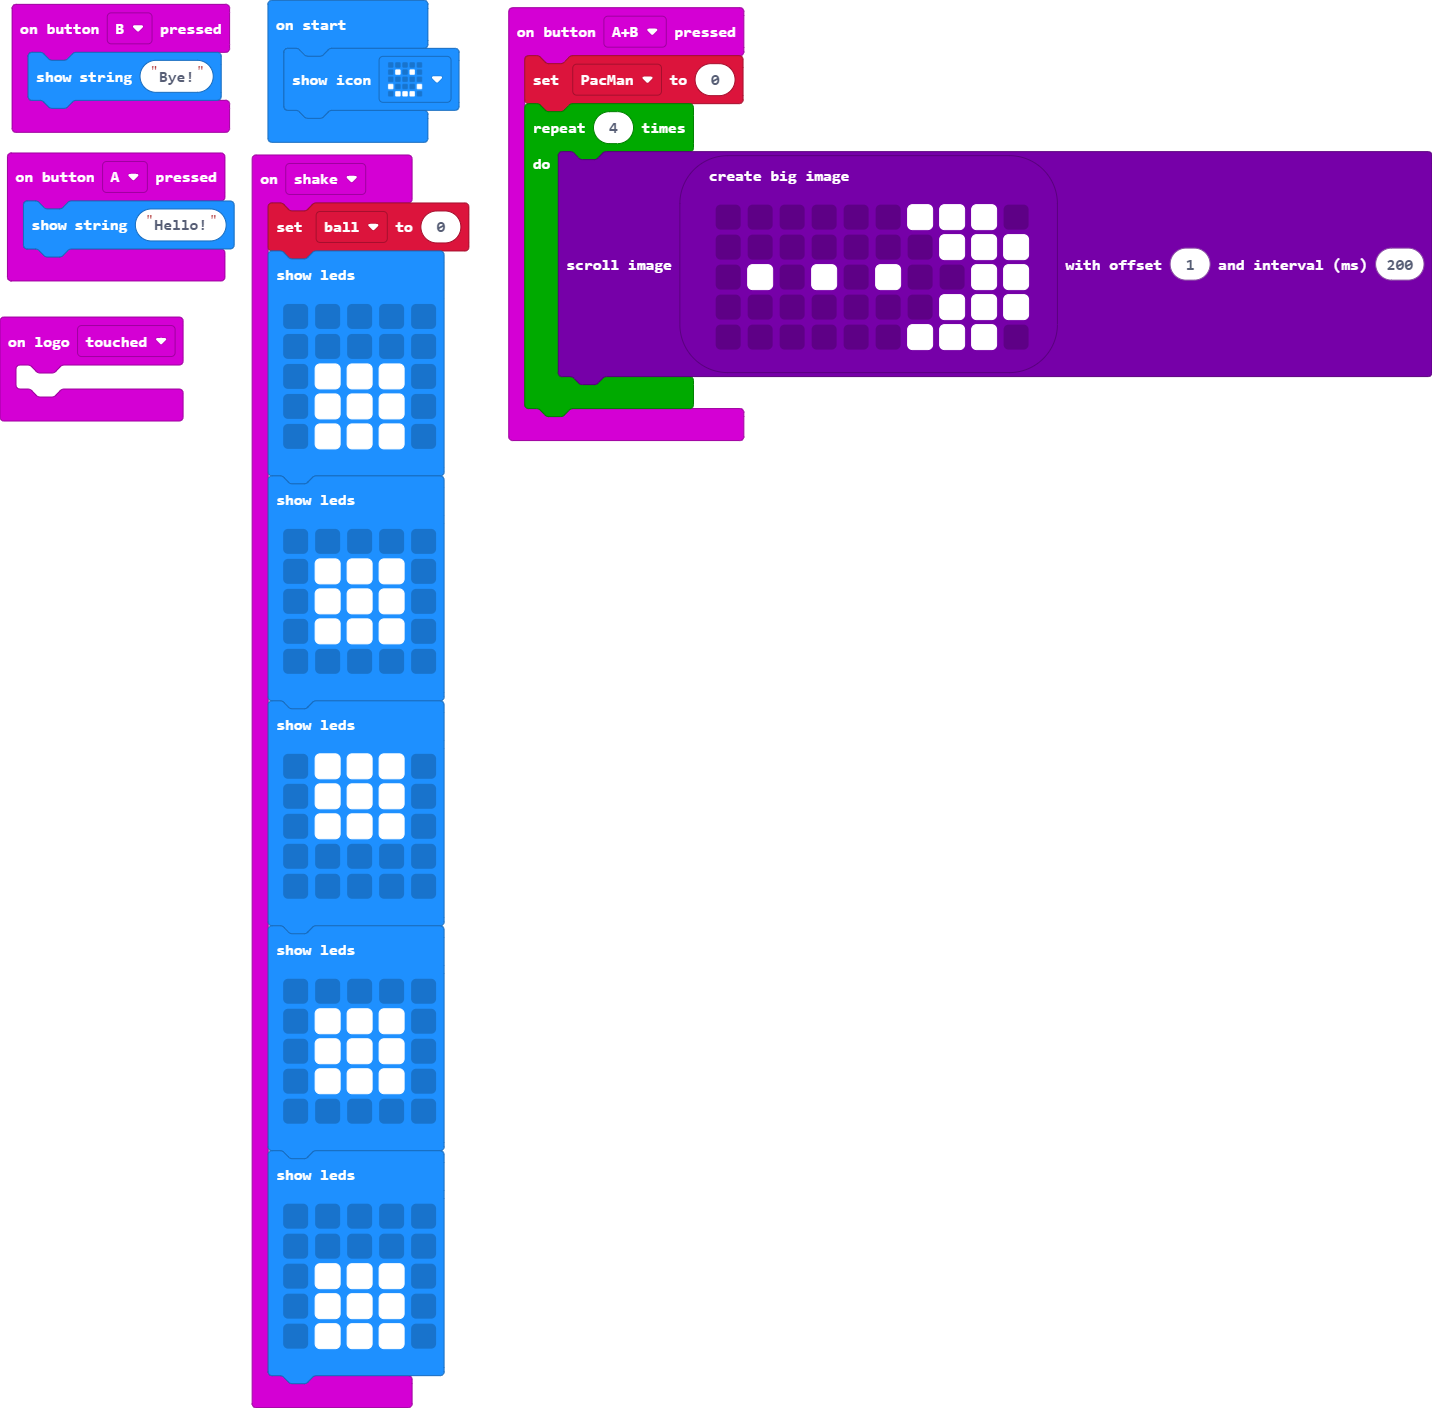 on button B pressed
show string "Bye!"
on button A pressed
show string "Hello!"
on logo touched
on start
show icon
on shake
set ball to 0
show leds
show leds
show leds
show leds
show leds
on button A+B pressed
set PacMan to 0
repeat 4 times
do
create big image
scroll image with offset 1 and interval (ms) 200